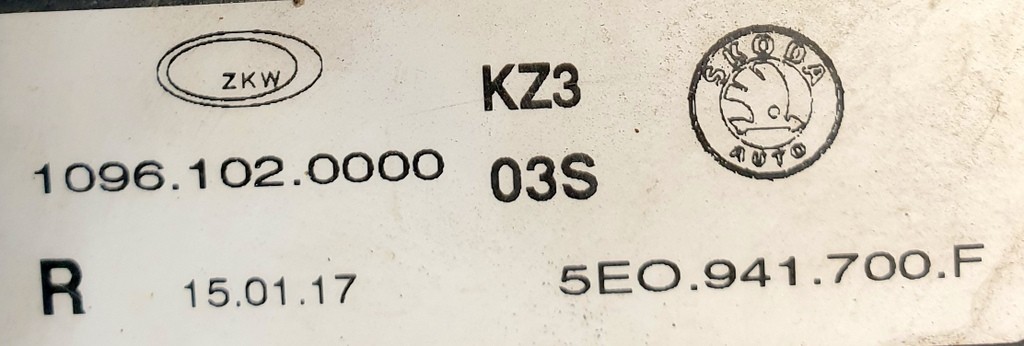 ZKW
KZ3
SKODA
AUTO
1096.102.0000
03S
R
15.01.17
5E0.941.700.F